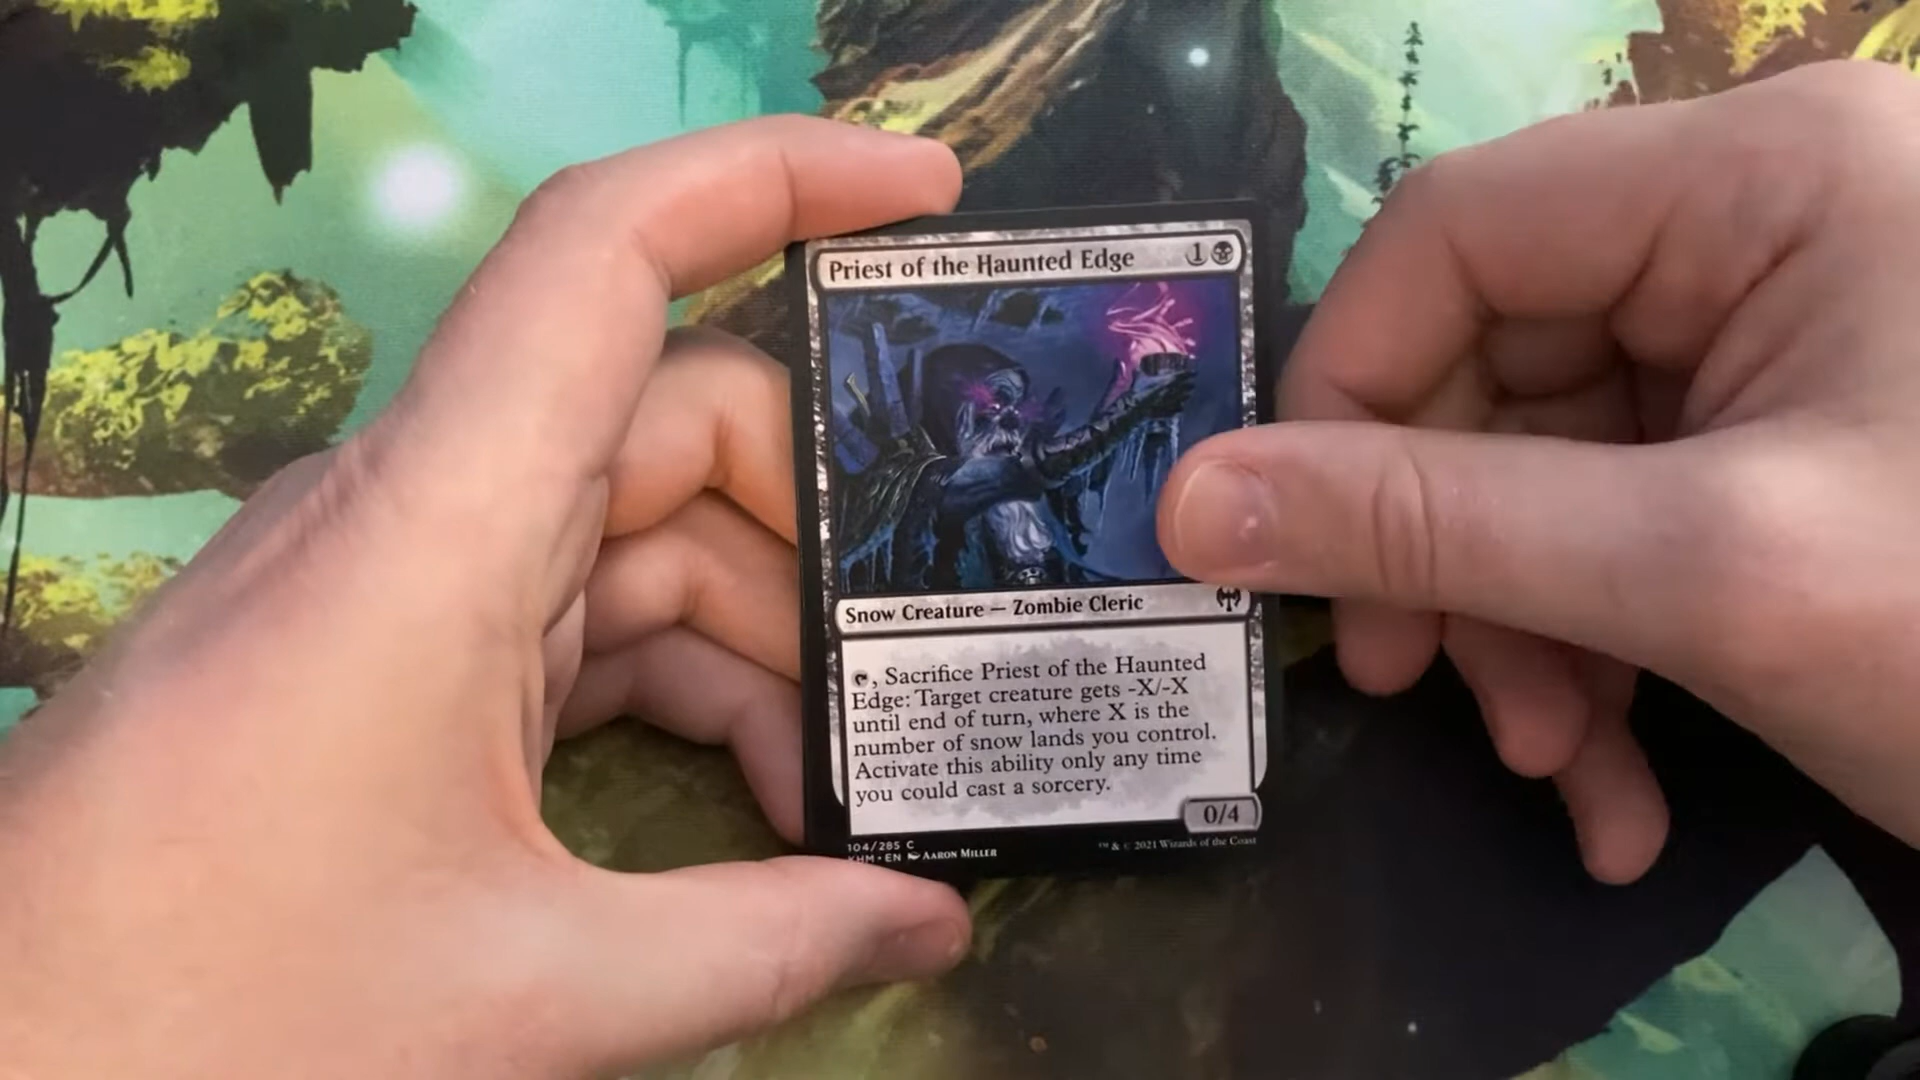 Priest of the Haunted Edge 1
Snow Creature — Zombie Cleric
, Sacrifice Priest of the Haunted
Edge: Target creature gets -X/-X
until end of turn, where X is the
number of snow lands you control.
Activate this ability only any time
you could cast a sorcery.
0/4
104/285 C
KHM • EN AARON MILLER
™ & © 2021 Wizards of the Coast